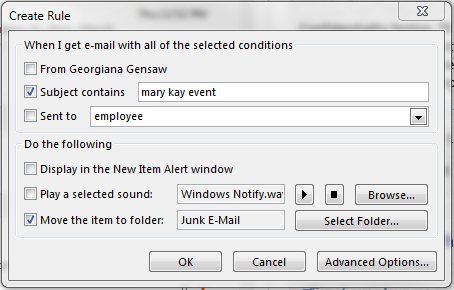 Create Rule
When I get e-mail with all of the selected conditions
From Georgiana Gensaw
Subject contains mary kay event
Sent to employee
Do the following
Display in the New Item Alert window
Play a selected sound: Windows Notify.wav Browse...
Move the item to folder: Junk E-Mail Select Folder...
OK Cancel Advanced Options...